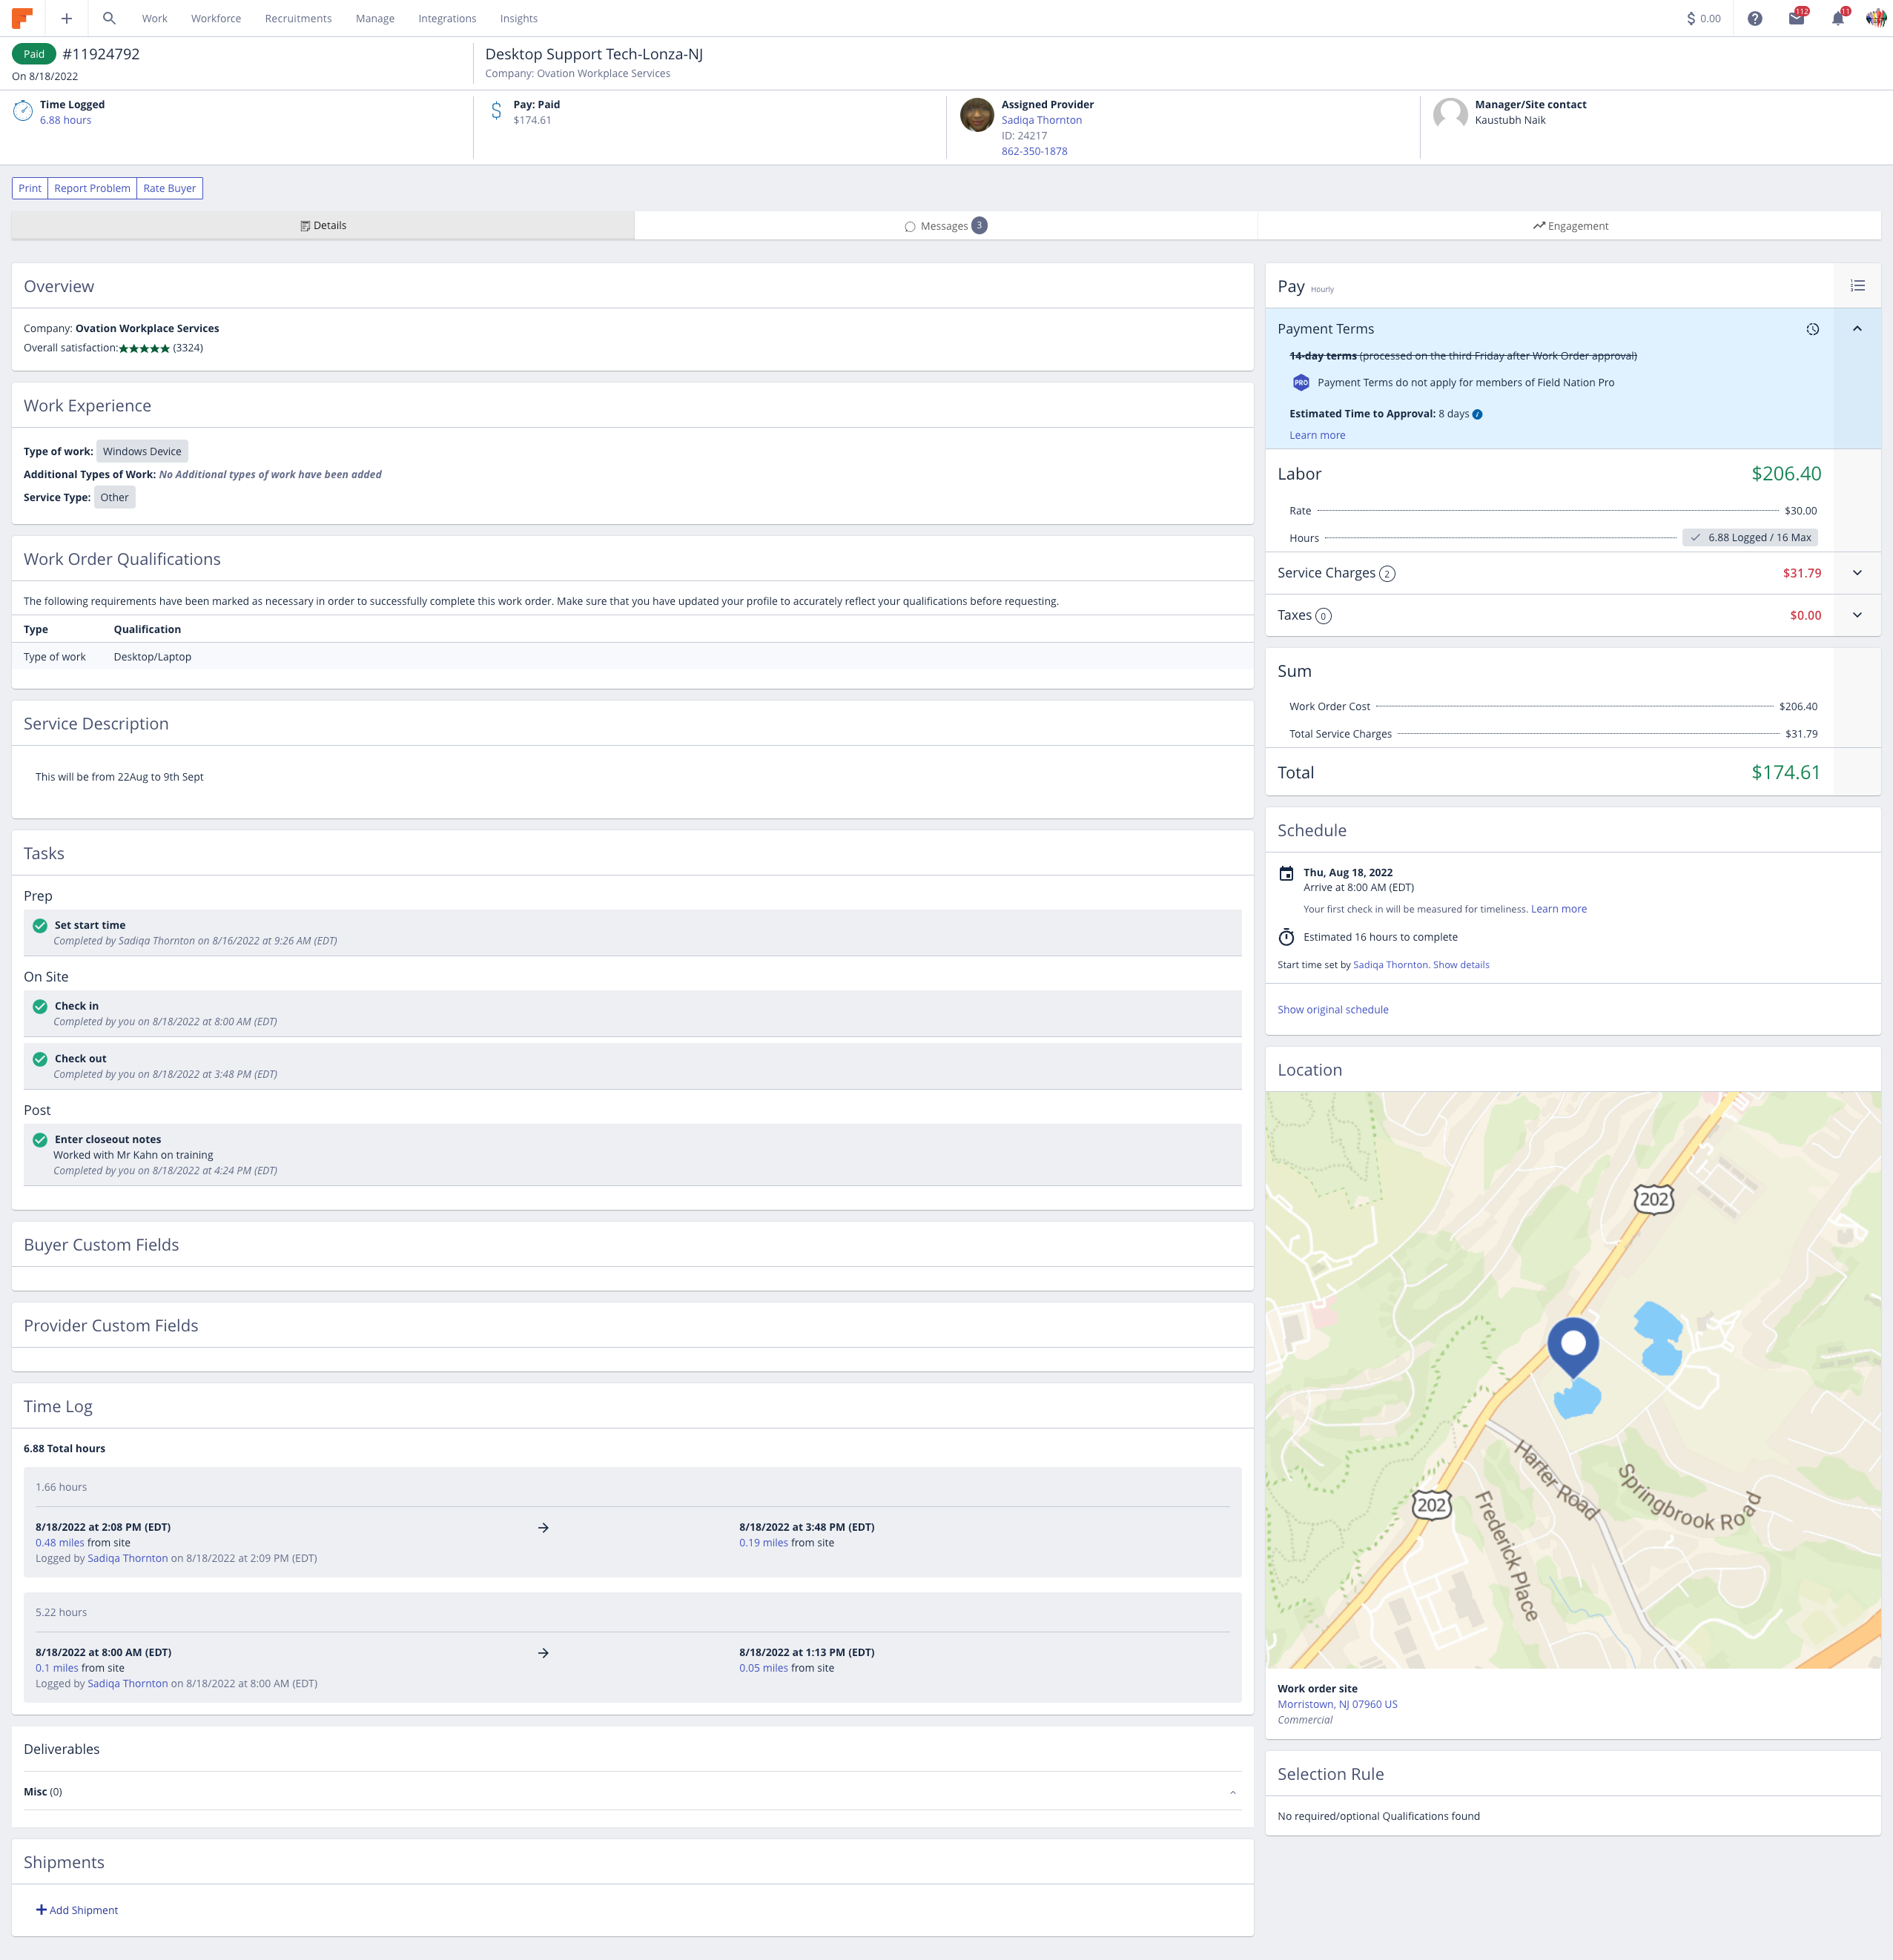 Work Workforce Recruitments Manage Integrations Insights
$ 0.00 112 11
Paid #11924792
On 8/18/2022
Desktop Support Tech-Lonza-NJ
Company: Ovation Workplace Services
Time Logged
6.88 hours
Pay: Paid
$174.61
Assigned Provider
Sadiqa Thornton
ID: 24217
862-350-1878
Manager/Site contact
Kaustubh Naik
Print Report Problem Rate Buyer
Details
Messages 3
Engagement
Overview
Company: Ovation Workplace Services
Overall satisfaction:★★★★★ (3324)
Work Experience
Type of work: Windows Device
Additional Types of Work: No Additional types of work have been added
Service Type: Other
Work Order Qualifications
The following requirements have been marked as necessary in order to successfully complete this work order. Make sure that you have updated your profile to accurately reflect your qualifications before requesting.
Type Qualification
Type of work Desktop/Laptop
Service Description
This will be from 22Aug to 9th Sept
Tasks
Prep
Set start time
Completed by Sadiqa Thornton on 8/16/2022 at 9:26 AM (EDT)
On Site
Check in
Completed by you on 8/18/2022 at 8:00 AM (EDT)
Check out
Completed by you on 8/18/2022 at 3:48 PM (EDT)
Post
Enter closeout notes
Worked with Mr Kahn on training
Completed by you on 8/18/2022 at 4:24 PM (EDT)
Buyer Custom Fields
Provider Custom Fields
Time Log
6.88 Total hours
1.66 hours
8/18/2022 at 2:08 PM (EDT)
0.48 miles from site
Logged by Sadiqa Thornton on 8/18/2022 at 2:09 PM (EDT)
8/18/2022 at 3:48 PM (EDT)
0.19 miles from site
5.22 hours
8/18/2022 at 8:00 AM (EDT)
0.1 miles from site
Logged by Sadiqa Thornton on 8/18/2022 at 8:00 AM (EDT)
8/18/2022 at 1:13 PM (EDT)
0.05 miles from site
Deliverables
Misc (0)
Shipments
Add Shipment
Pay Hourly
Payment Terms
14-day terms (processed on the third Friday after Work Order approval)
PRO Payment Terms do not apply for members of Field Nation Pro
Estimated Time to Approval: 8 days
Learn more
Labor $206.40
Rate $30.00
Hours 6.88 Logged / 16 Max
Service Charges 2 $31.79
Taxes 0 $0.00
Sum
Work Order Cost $206.40
Total Service Charges $31.79
Total $174.61
Schedule
Thu, Aug 18, 2022
Arrive at 8:00 AM (EDT)
Your first check in will be measured for timeliness. Learn more
Estimated 16 hours to complete
Start time set by Sadiqa Thornton. Show details
Show original schedule
Location
202
202
Harter Road
Springbrook Road
Frederick Place
Work order site
Morristown, NJ 07960 US
Commercial
Selection Rule
No required/optional Qualifications found